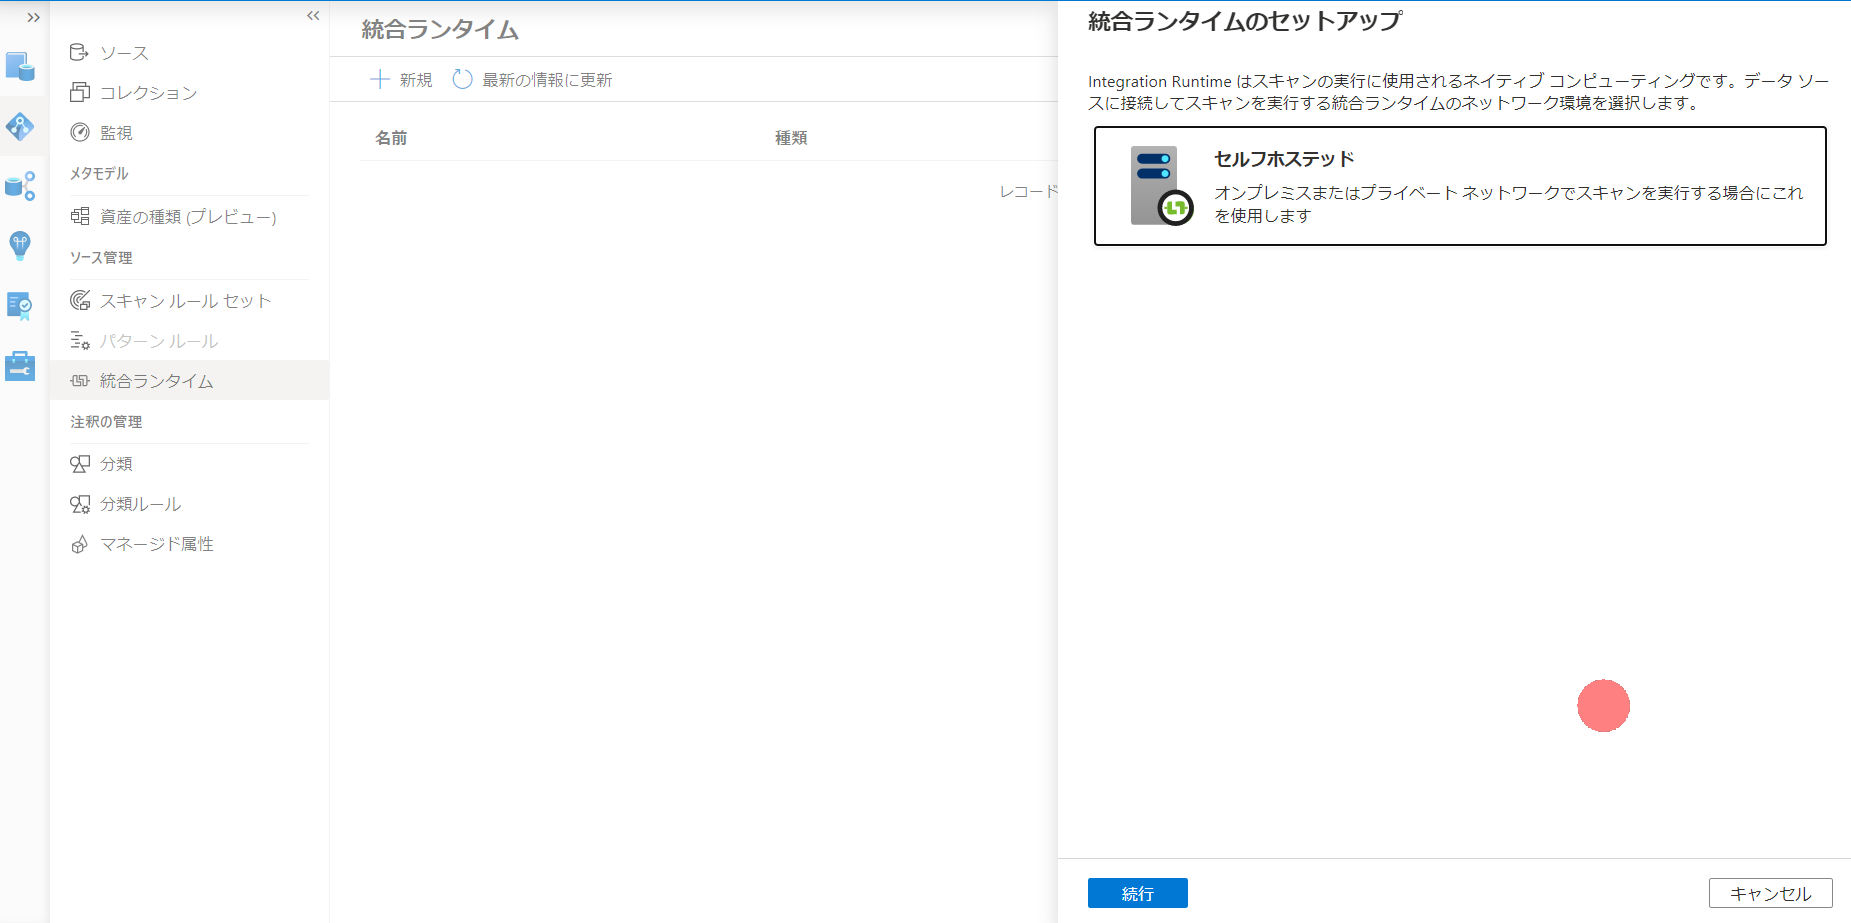 ソース
コレクション
監視
メタモデル
資産の種類 (プレビュー)
ソース管理
スキャン ルール セット
パターン ルール
統合ランタイム
注釈の管理
分類
分類ルール
マネージド属性
統合ランタイム
新規 最新の情報に更新
名前 種類
レコード
統合ランタイムのセットアップ
Integration Runtime はスキャンの実行に使用されるネイティブ コンピューティングです。データ ソー
スに接続してスキャンを実行する統合ランタイムのネットワーク環境を選択します。
セルフホステッド
オンプレミスまたはプライベート ネットワークでスキャンを実行する場合にこれ
を使用します
続行 キャンセル